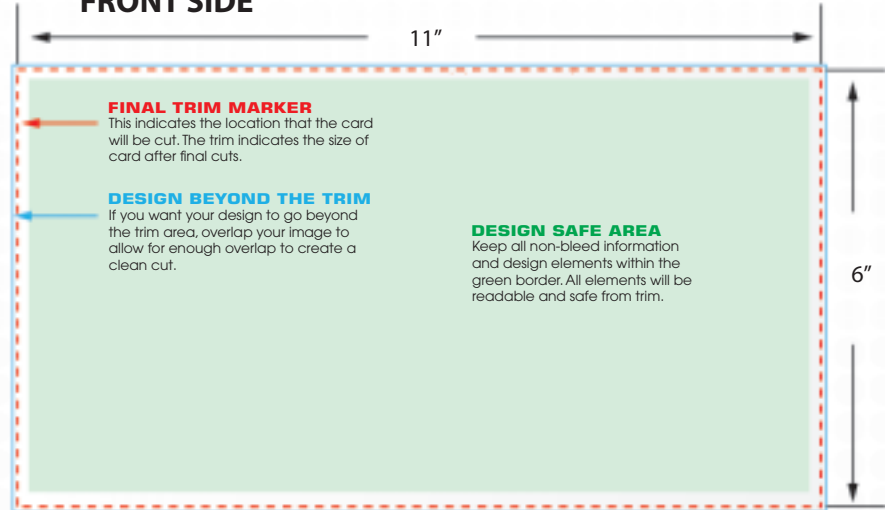 FRONT SIDE
11”
FINAL TRIM MARKER
This indicates the location that the card
will be cut. The trim indicates the size of
card after final cuts.
DESIGN BEYOND THE TRIM
If you want your design to go beyond
the trim area, overlap your image to
allow for enough overlap to create a
clean cut.
DESIGN SAFE AREA
Keep all non-bleed information
and design elements within the
green border. All elements will be
readable and safe from trim.
6”